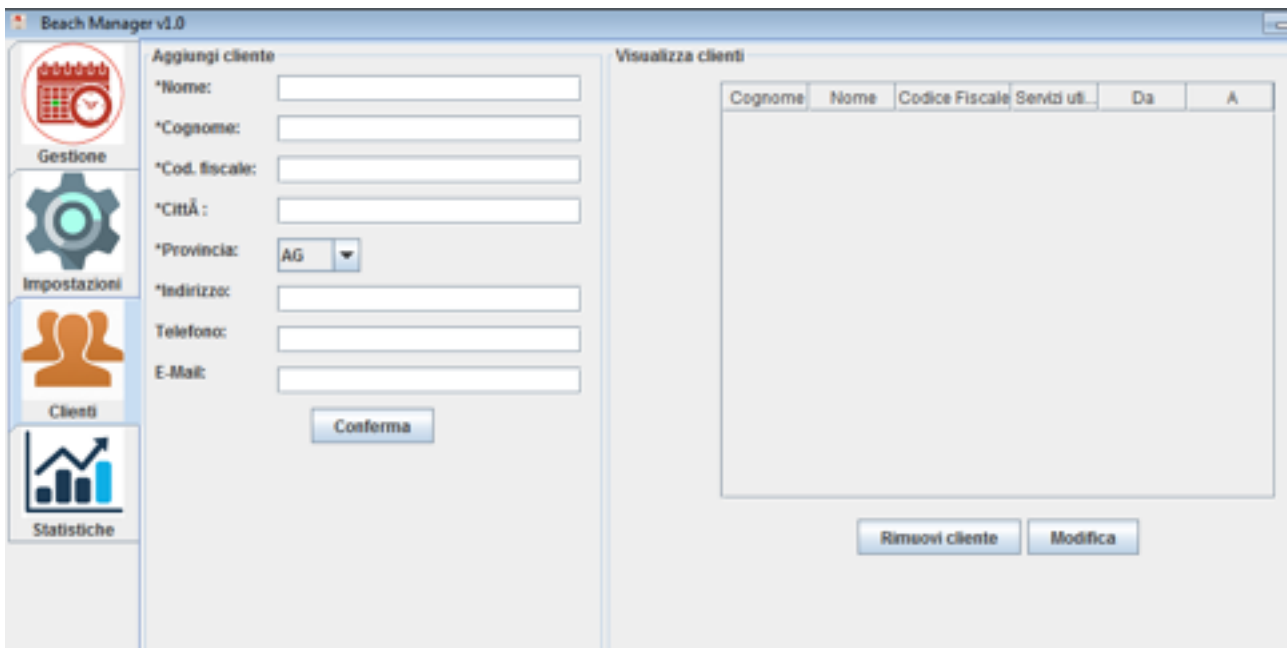 Beach Manager v1.0
Gestione
Impostazioni
Clienti
Statistiche
Aggiungi cliente
*Nome:
*Cognome:
*Cod. fiscale:
*CittÃ :
*Provincia:
AG
*Indirizzo:
Telefono:
E-Mail:
Conferma
Visualizza clienti
Cognome Nome Codice Fiscale Servizi uti... Da A
Rimuovi cliente Modifica